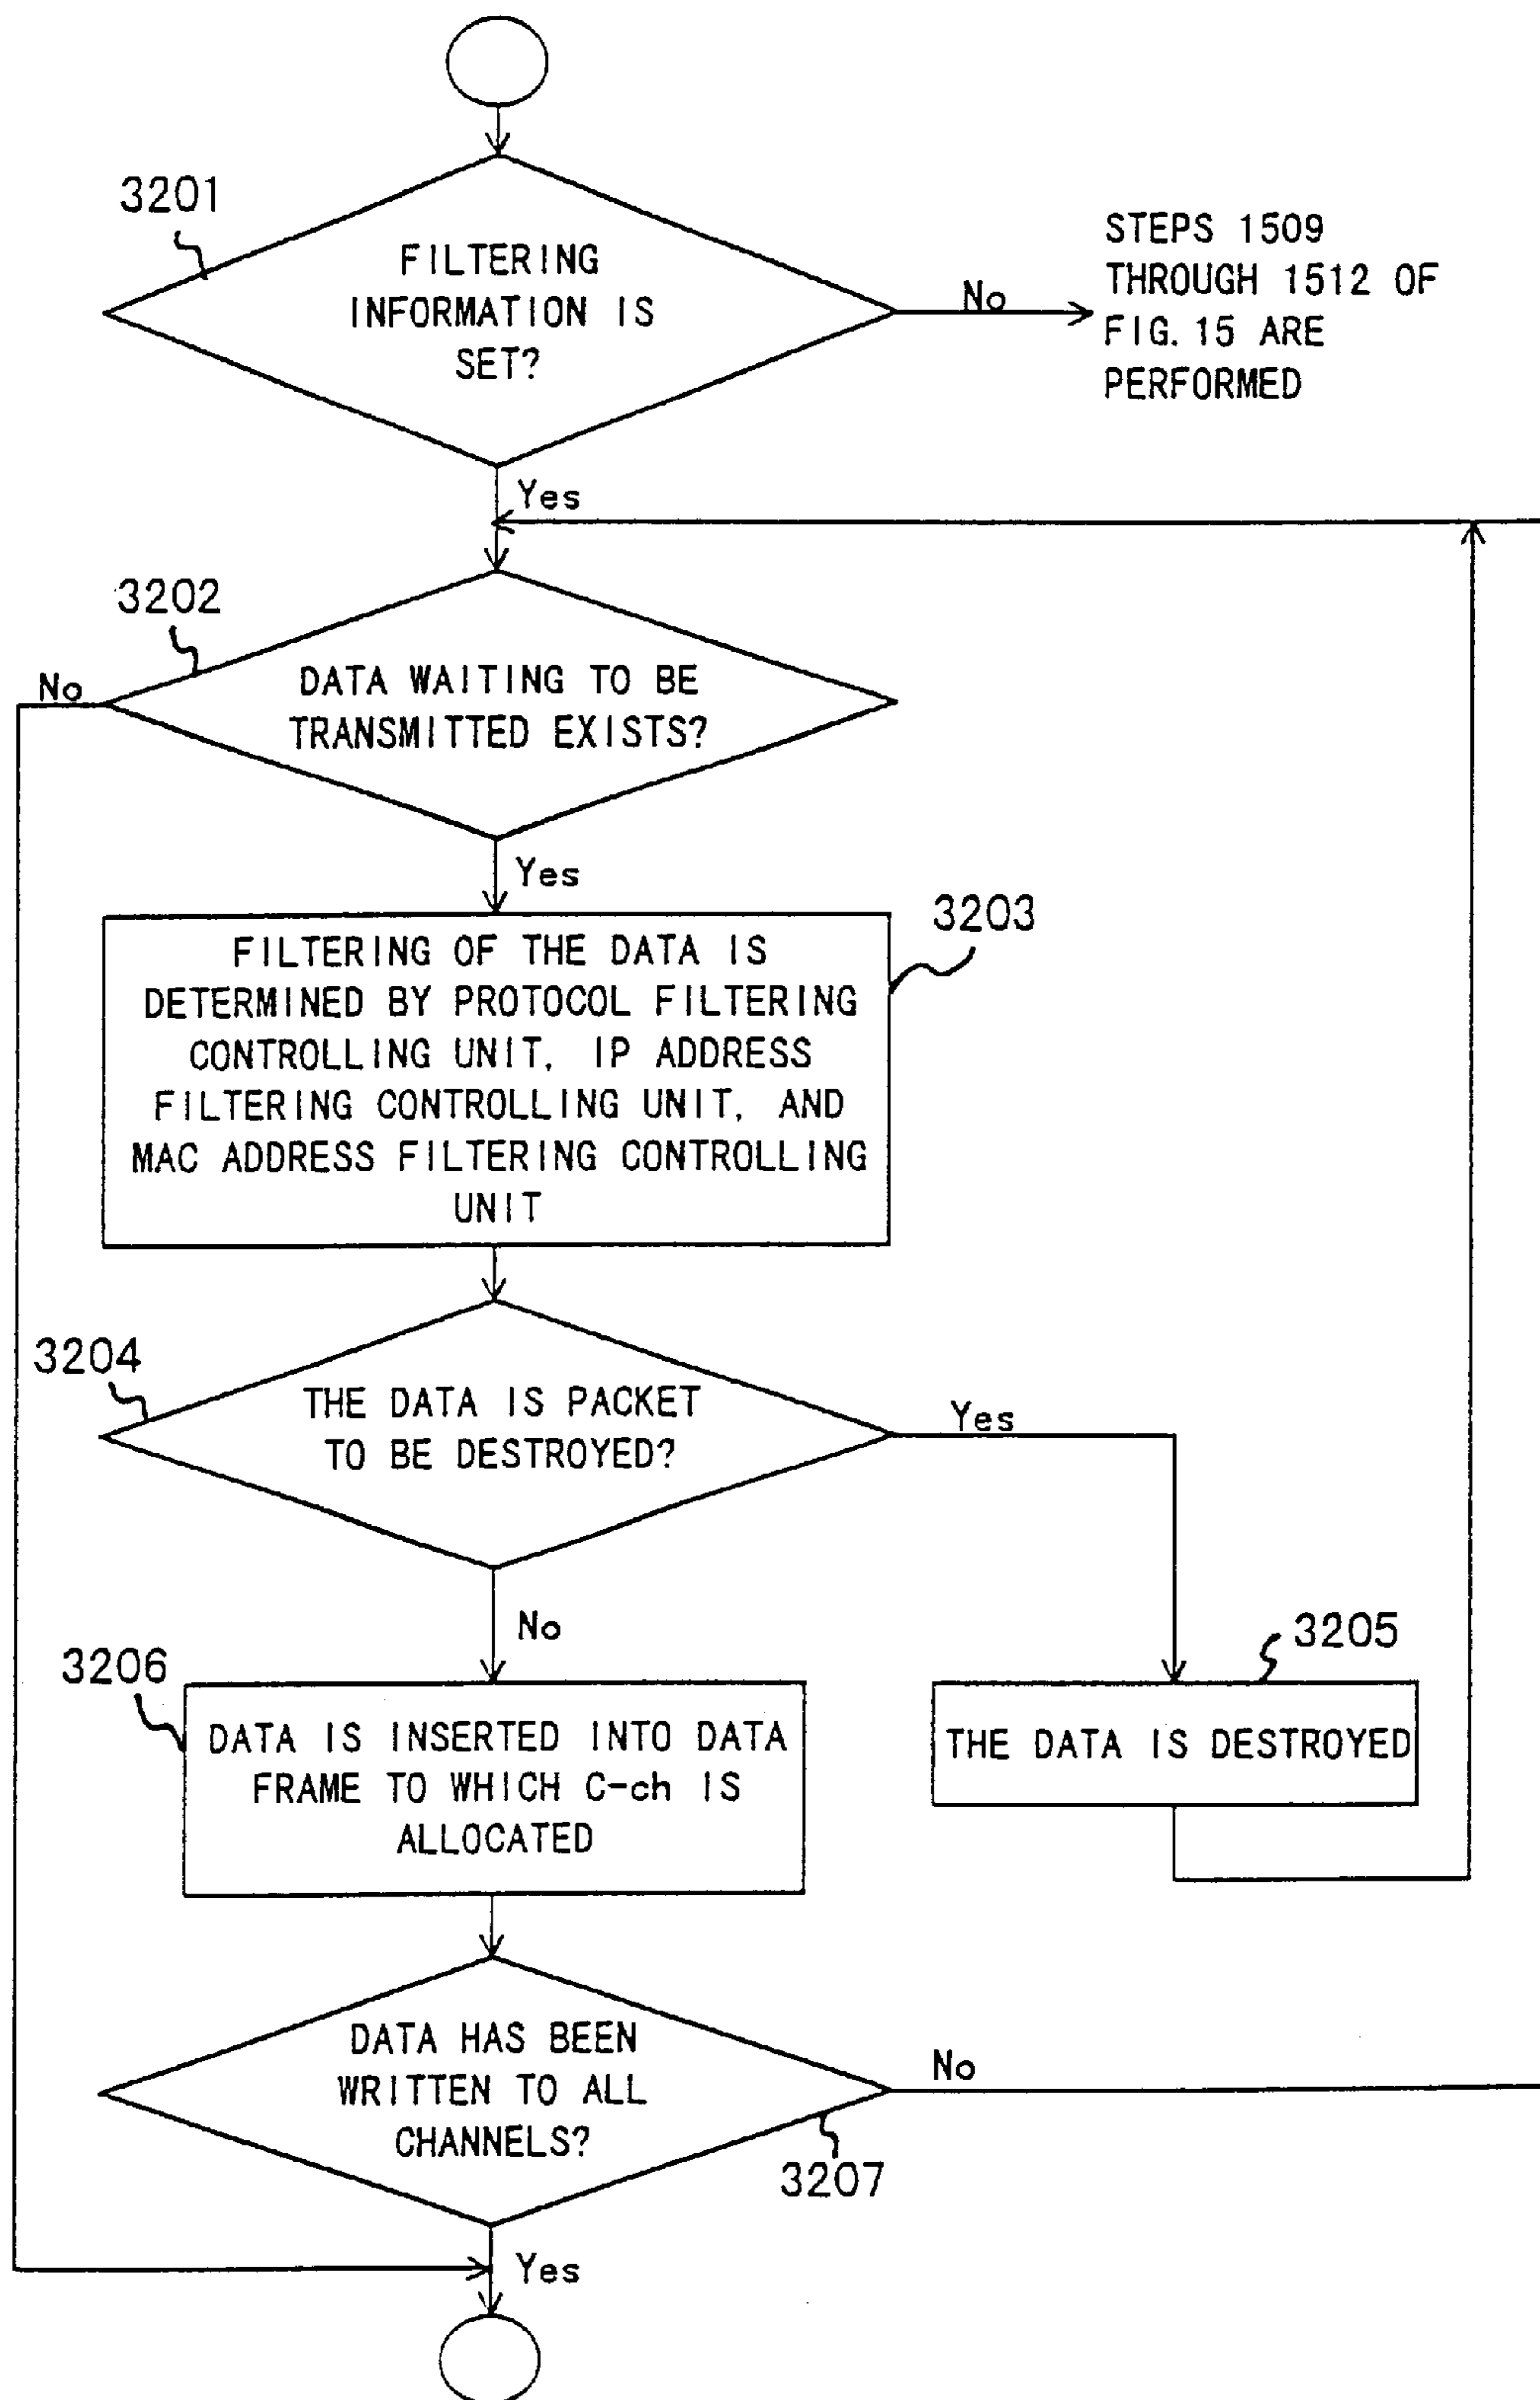 3201
FILTERING
INFORMATION IS
SET?
No
STEPS 1509
THROUGH 1512 OF
FIG. 15 ARE
PERFORMED
Yes
3202
No
DATA WAITING TO BE
TRANSMITTED EXISTS?
Yes
3203
FILTERING OF THE DATA IS
DETERMINED BY PROTOCOL FILTERING
CONTROLLING UNIT, IP ADDRESS
FILTERING CONTROLLING UNIT, AND
MAC ADDRESS FILTERING CONTROLLING
UNIT
3204
THE DATA IS PACKET
TO BE DESTROYED?
Yes
No
3205
THE DATA IS DESTROYED
3206
DATA IS INSERTED INTO DATA
FRAME TO WHICH C-ch IS
ALLOCATED
DATA HAS BEEN
WRITTEN TO ALL
CHANNELS?
No
3207
Yes